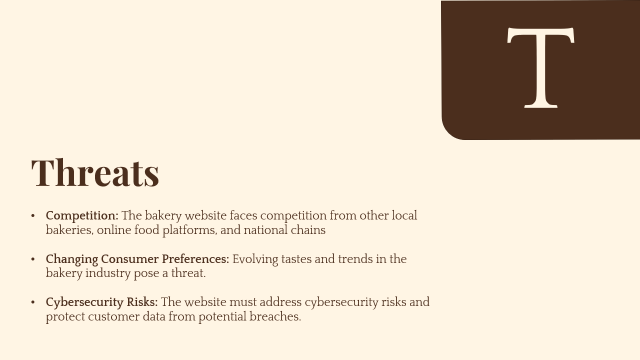 T
Threats
• Competition: The bakery website faces competition from other local
bakeries, online food platforms, and national chains
• Changing Consumer Preferences: Evolving tastes and trends in the
bakery industry pose a threat.
• Cybersecurity Risks: The website must address cybersecurity risks and
protect customer data from potential breaches.